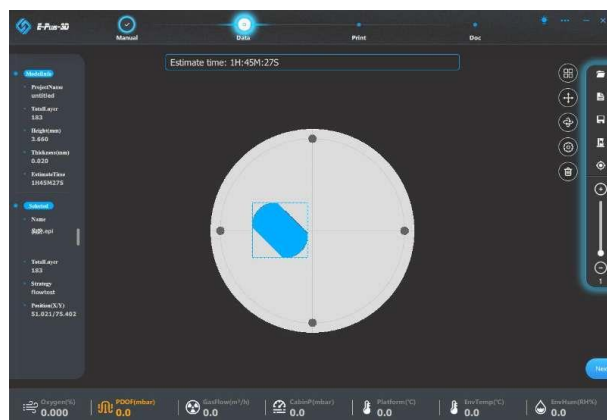 E-Plus-3D
Manual
Data
Print
Doc
Estimate time: 1H:45M:27S
ModelInfo
ProjectName
untitled
TotalLayer
183
Height(mm)
3.660
Thickness(mm)
0.020
EstimateTime
1H45M27S
Selected
Name
.epi
TotalLayer
183
Strategy
flowtest
Position(X/Y)
51.021/75.402
1
Next
Oxygen(%)
0.000
PDOF(mbar)
0.0
GasFlow(m³/h)
0.0
CabinP(mbar)
0.0
Platform(℃)
0.0
EnvTemp(℃)
0.0
EnvHum(RH%)
0.0